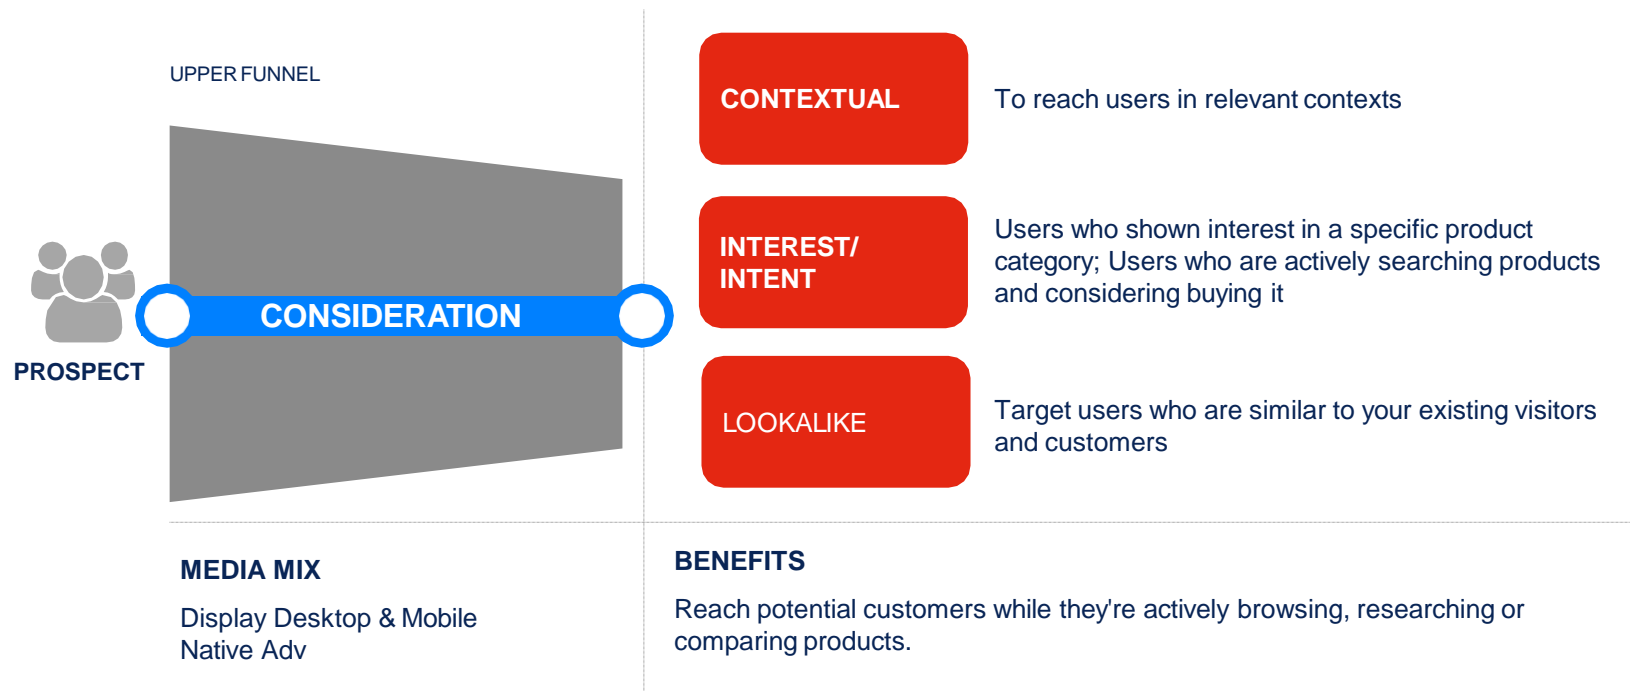 UPPER FUNNEL
PROSPECT
CONSIDERATION
CONTEXTUAL
To reach users in relevant contexts
INTEREST/
INTENT
Users who shown interest in a specific product
category; Users who are actively searching products
and considering buying it
LOOKALIKE
Target users who are similar to your existing visitors
and customers
MEDIA MIX
Display Desktop & Mobile
Native Adv
BENEFITS
Reach potential customers while they're actively browsing, researching or
comparing products.